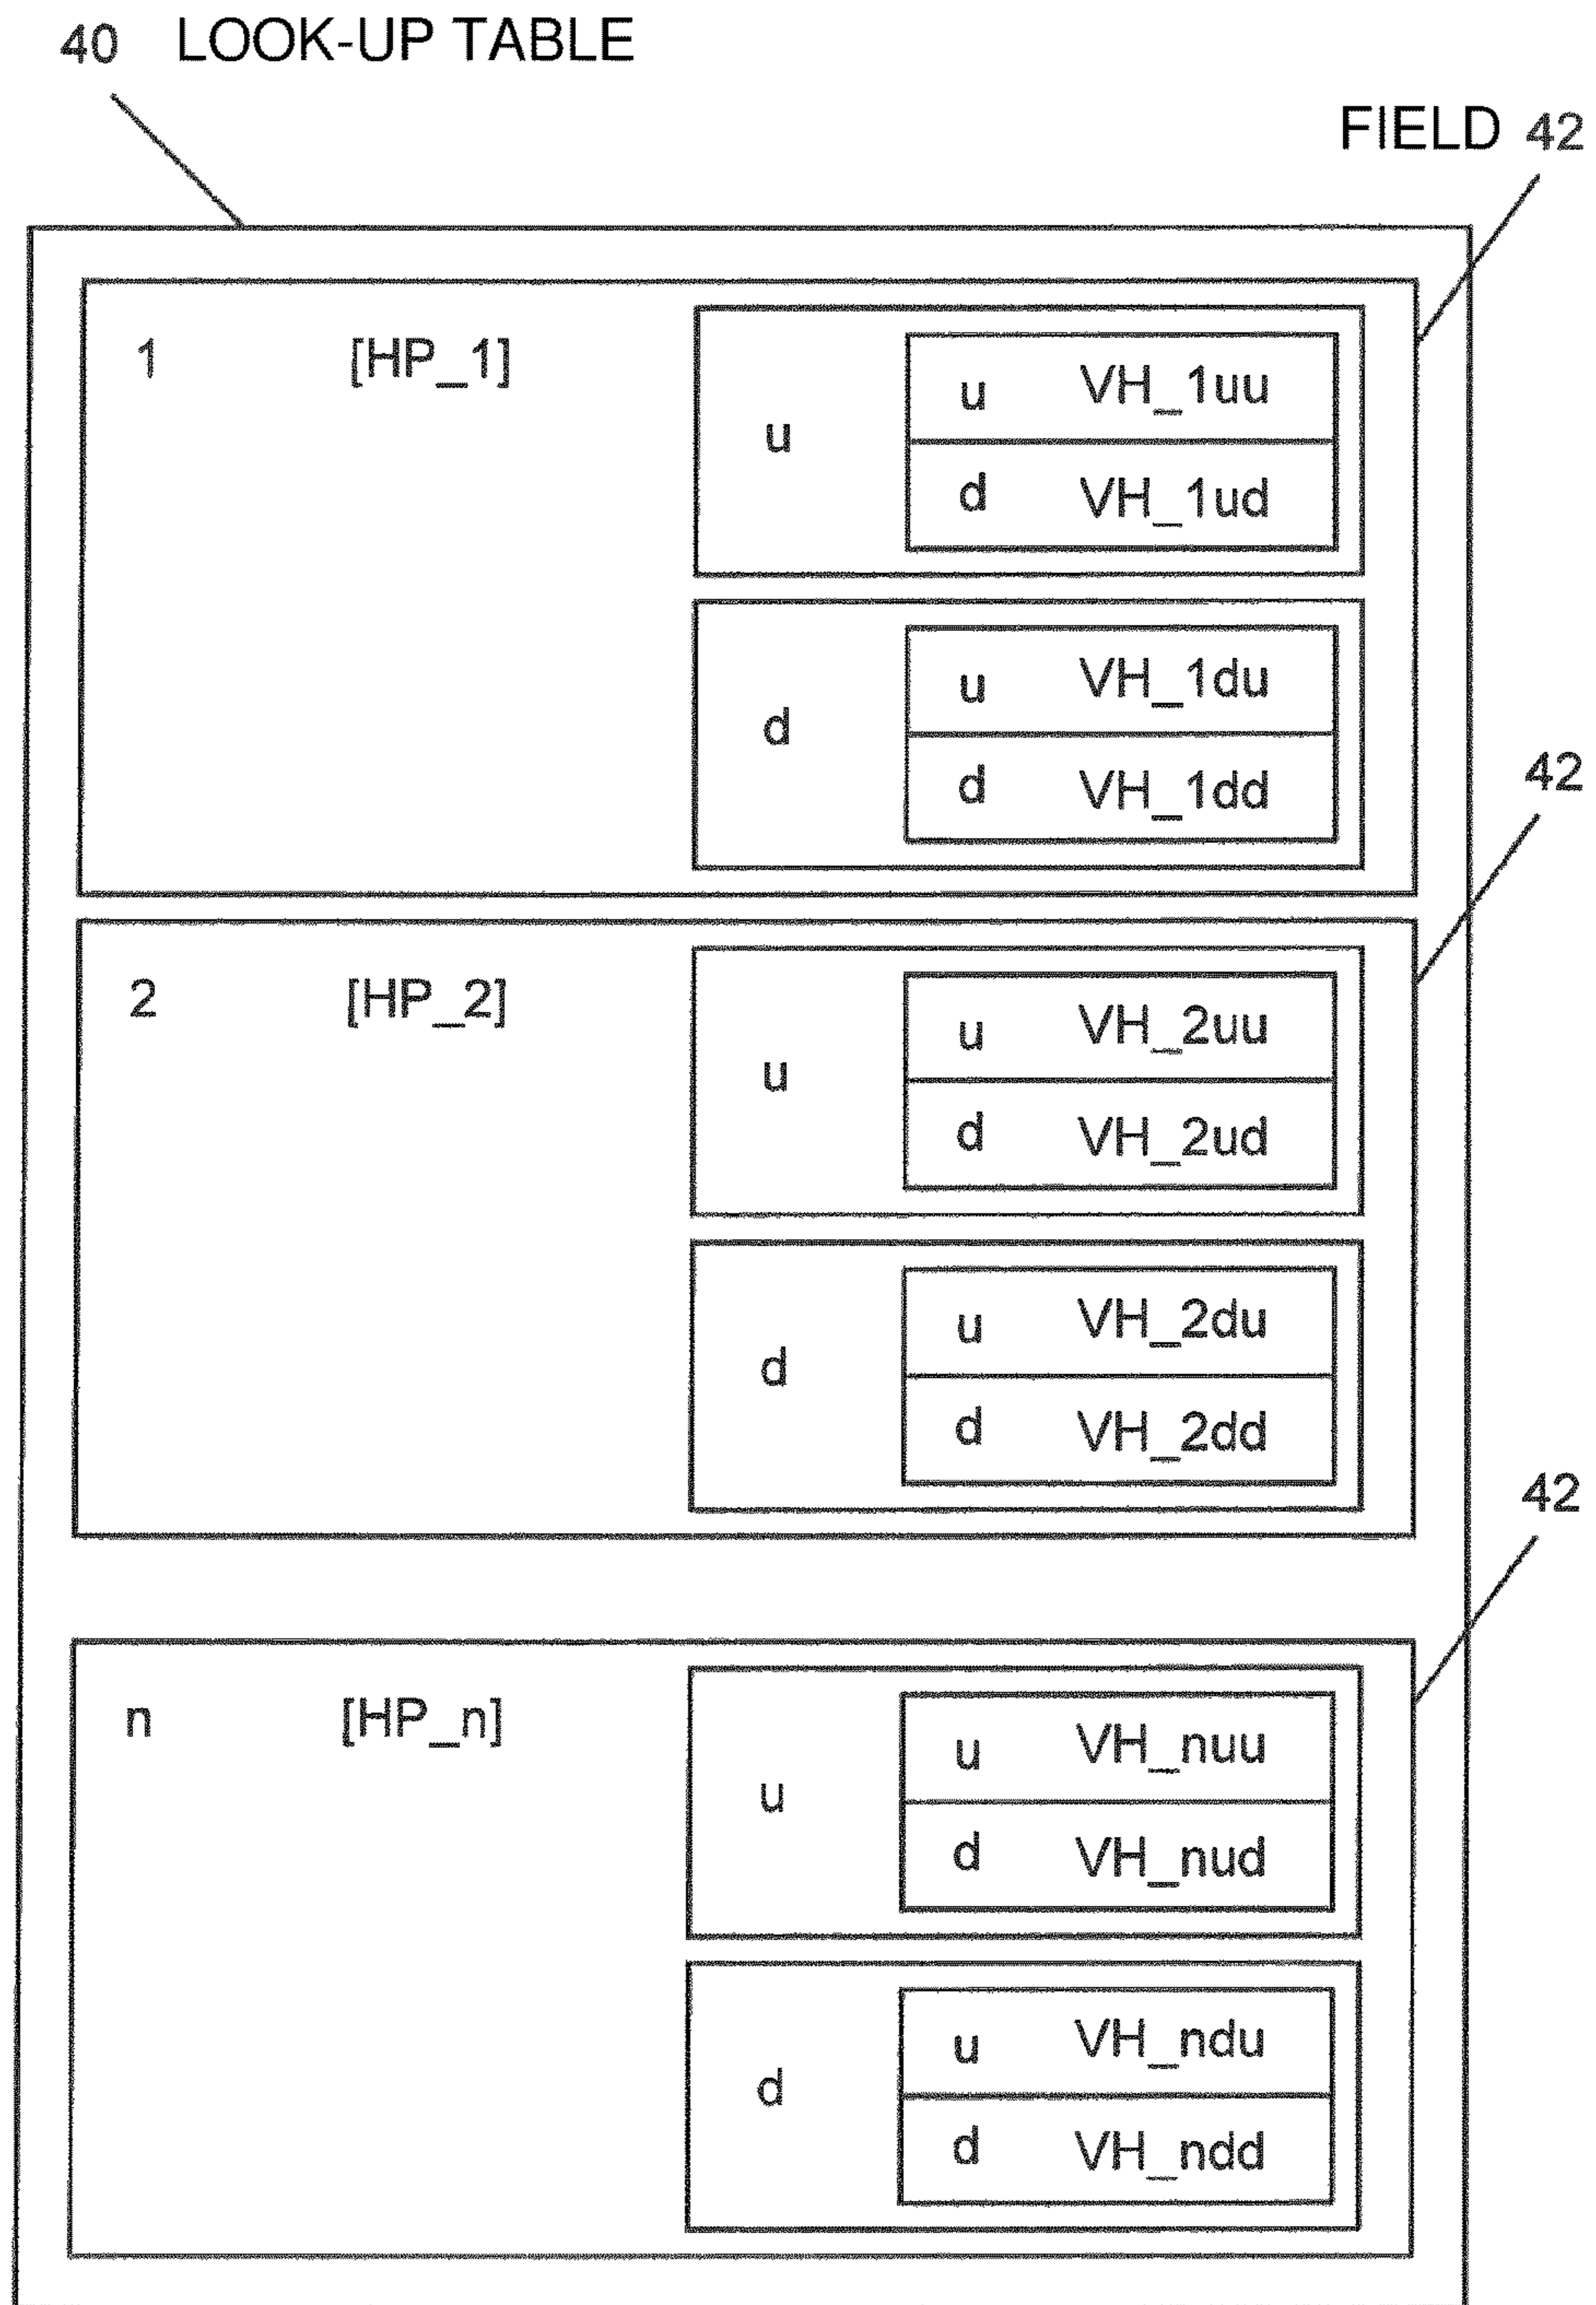 40 LOOK-UP TABLE
FIELD 42
1 [HP_1] u u VH_1uu
d VH_1ud
d u VH_1du
d VH_1dd
42
2 [HP_2] u u VH_2uu
d VH_2ud
d u VH_2du
d VH_2dd
42
n [HP_n] u u VH_nuu
d VH_nud
d u VH_ndu
d VH_ndd